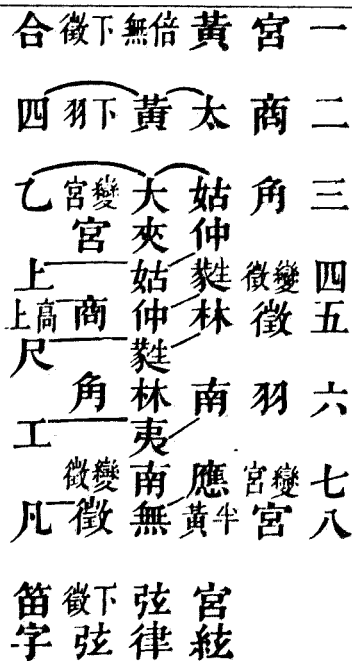 一二三四五六七八
宮商角變徵徵羽變宮宮
黃太姑仲蕤林南應半黃宮絃
倍無黃大夾姑仲蕤林夷南無弦律
下徵下羽變宮宮商角變徵徵下徵弦
合四乙上高上尺工凡笛字